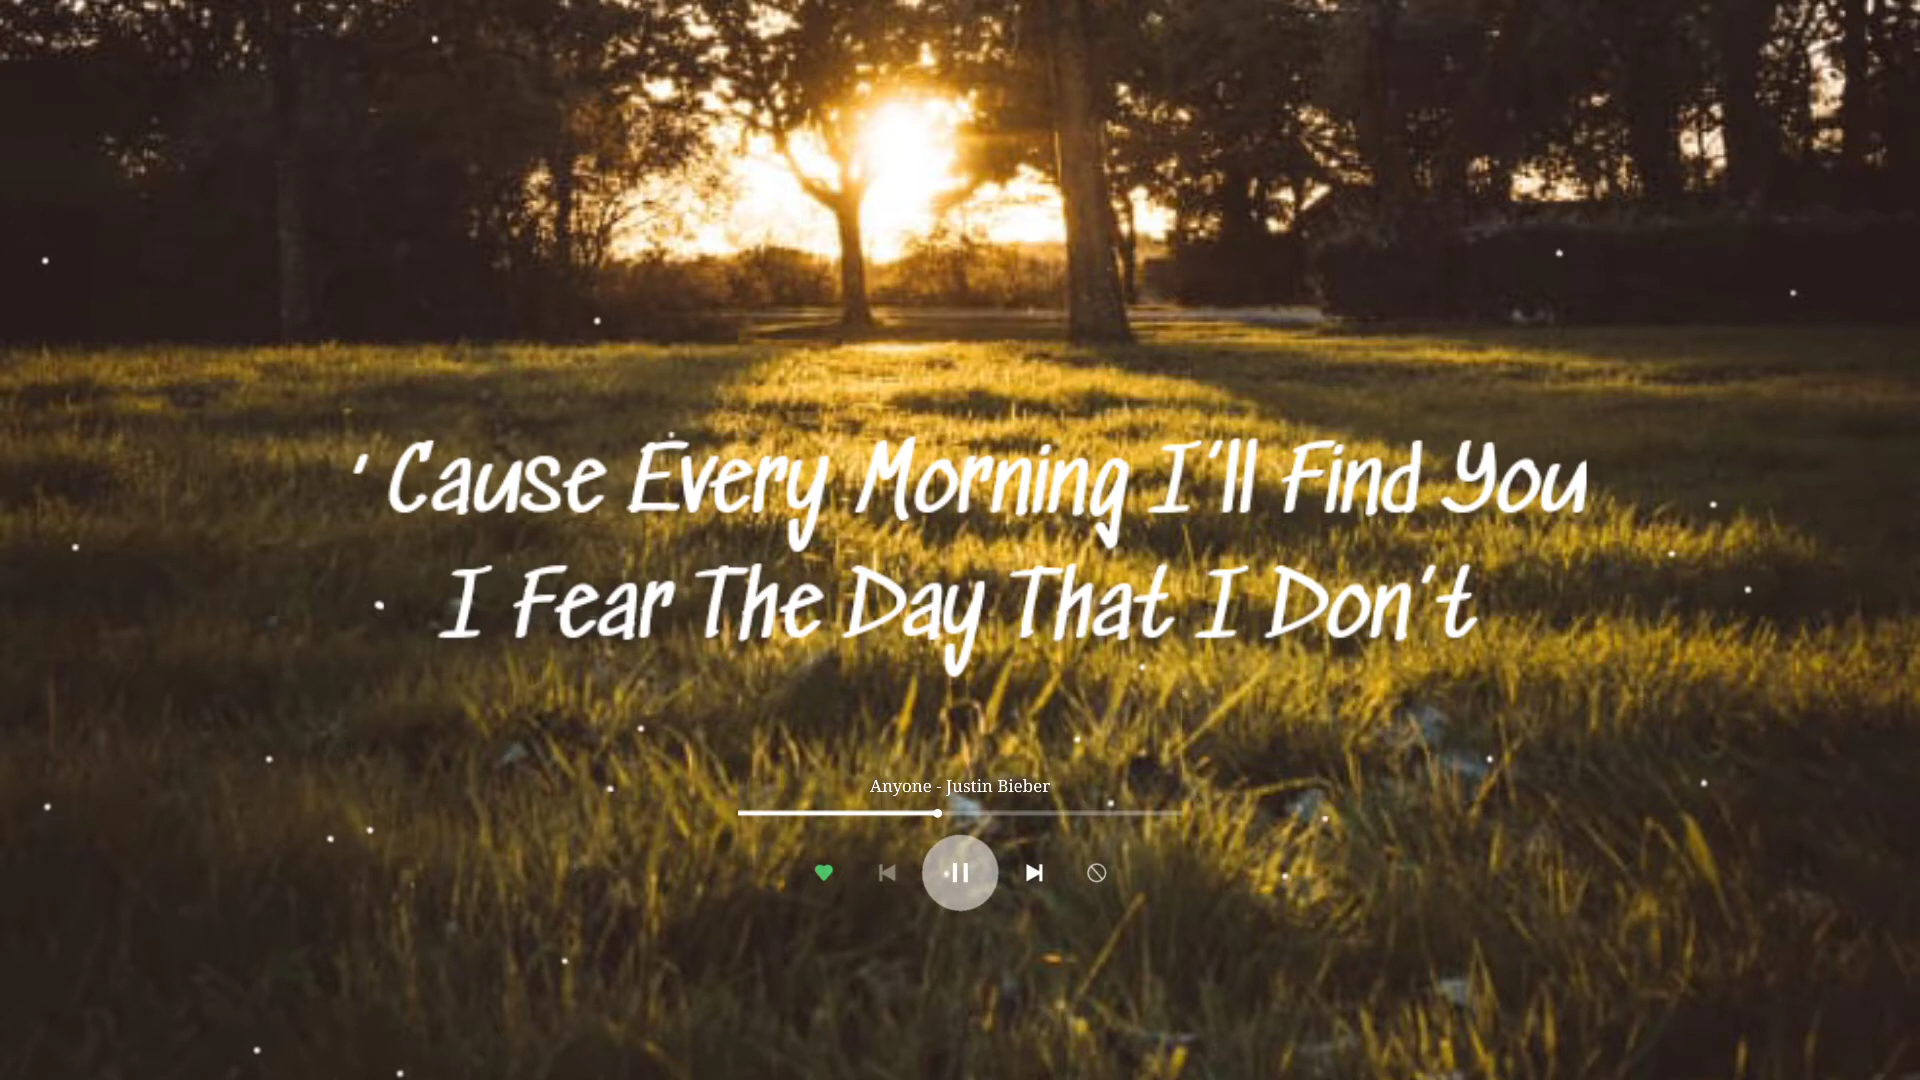 ' Cause Every Morning I'll Find You
I Fear The Day That I Don't
Anyone - Justin Bieber